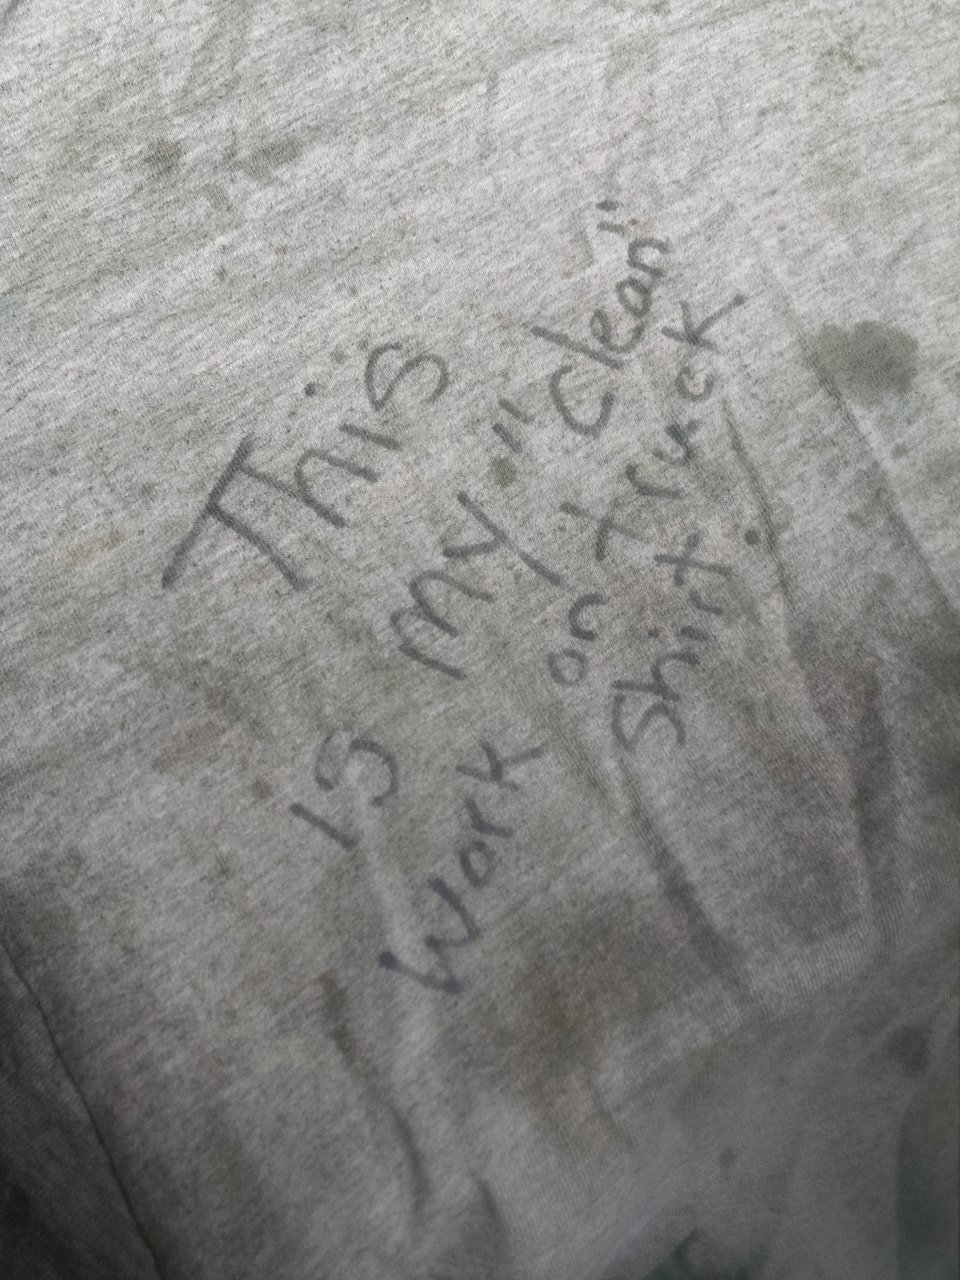 This
is my "clean"
Work on truck
Shirt.